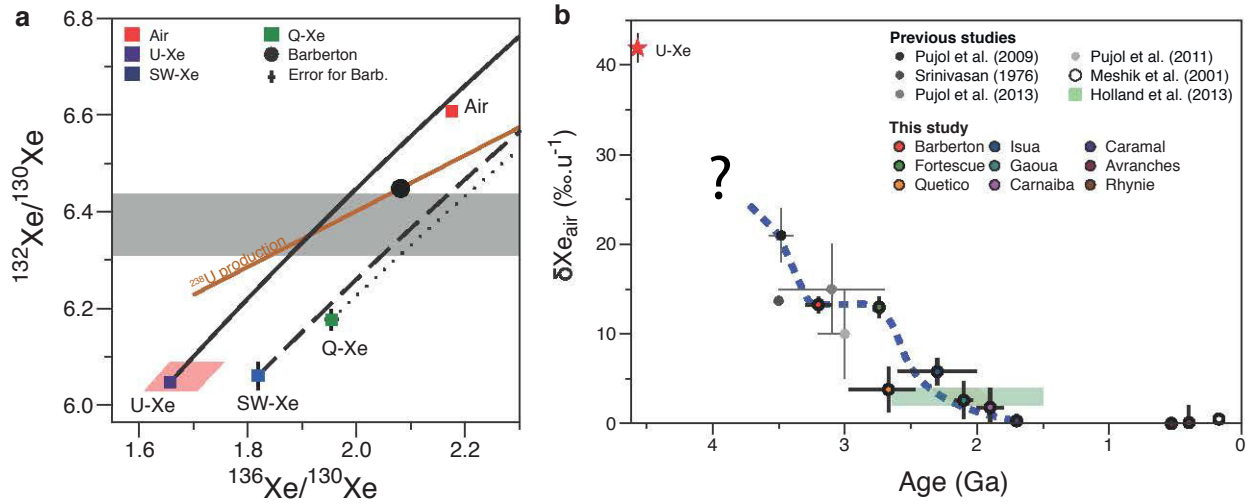 a
6.8
6.6
6.4
6.2
6.0
132Xe/130Xe
Air
U-Xe
SW-Xe
Q-Xe
Barberton
Error for Barb.
Air
238U production
Q-Xe
U-Xe
SW-Xe
1.6
1.8
2.0
2.2
136Xe/130Xe
b
40
30
20
10
0
δXeair (‰.u-1)
U-Xe
?
Previous studies
Pujol et al. (2009)
Srinivasan (1976)
Pujol et al. (2013)
Pujol et al. (2011)
Meshik et al. (2001)
Holland et al. (2013)
This study
Barberton
Fortescue
Quetico
Isua
Gaoua
Carnaiba
Caramal
Avranches
Rhynie
4
3
2
1
0
Age (Ga)